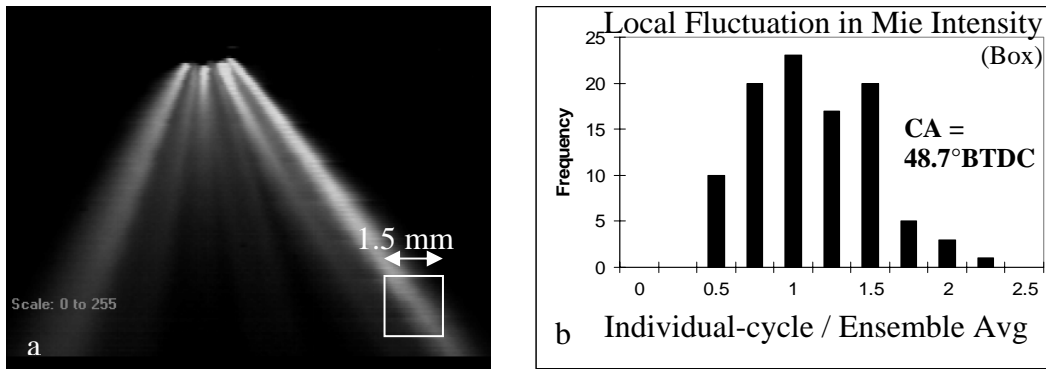 1.5 mm
Scale: 0 to 255
a
Local Fluctuation in Mie Intensity
(Box)
25
20
15
10
5
0
Frequency
CA =
48.7°BTDC
0 0.5 1 1.5 2 2.5
b Individual-cycle / Ensemble Avg